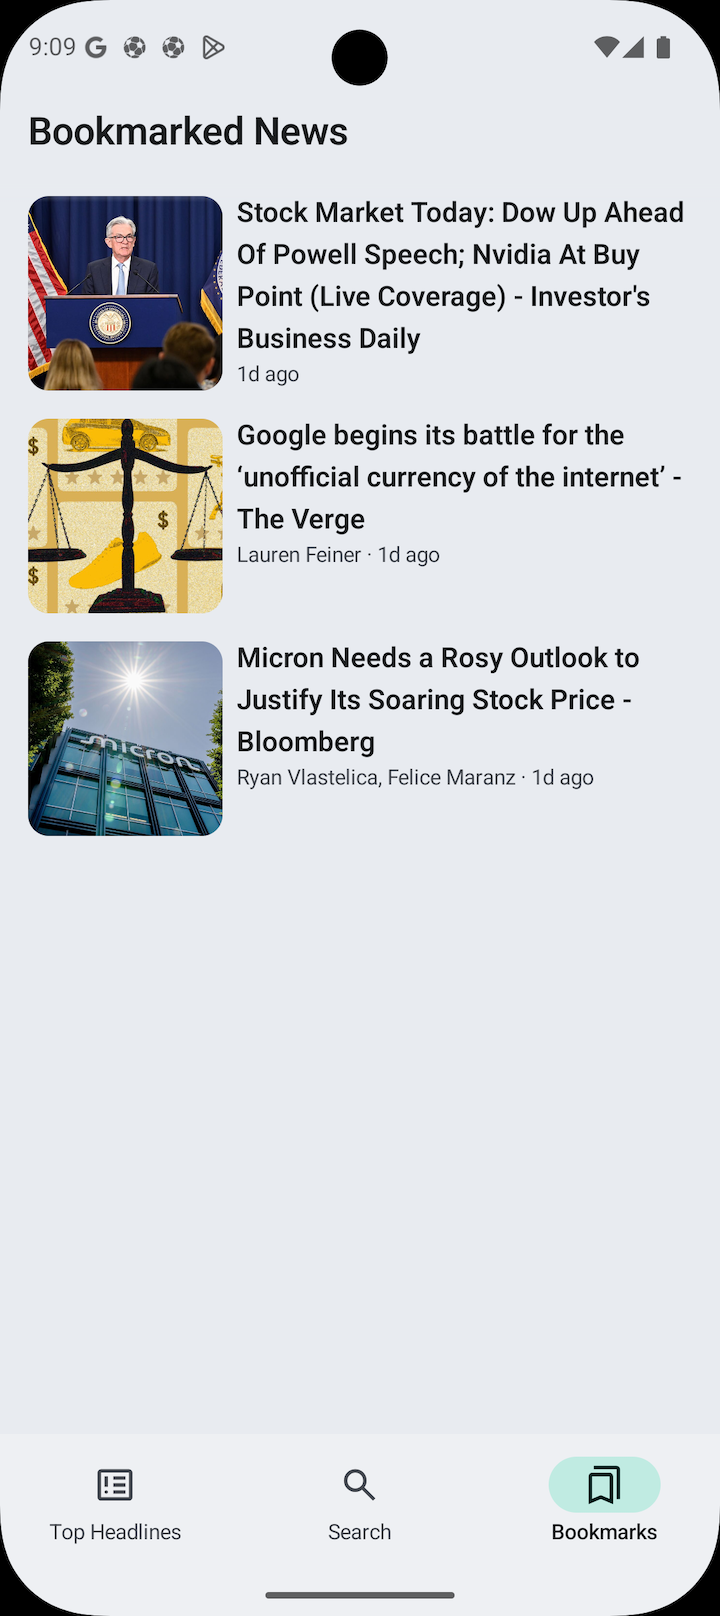 9:09
Bookmarked News
Stock Market Today: Dow Up Ahead
Of Powell Speech; Nvidia At Buy
Point (Live Coverage) - Investor's
Business Daily
1d ago
$
$
$
Google begins its battle for the
‘unofficial currency of the internet’ -
The Verge
Lauren Feiner · 1d ago
micron
Micron Needs a Rosy Outlook to
Justify Its Soaring Stock Price -
Bloomberg
Ryan Vlastelica, Felice Maranz · 1d ago
Top Headlines
Search
Bookmarks